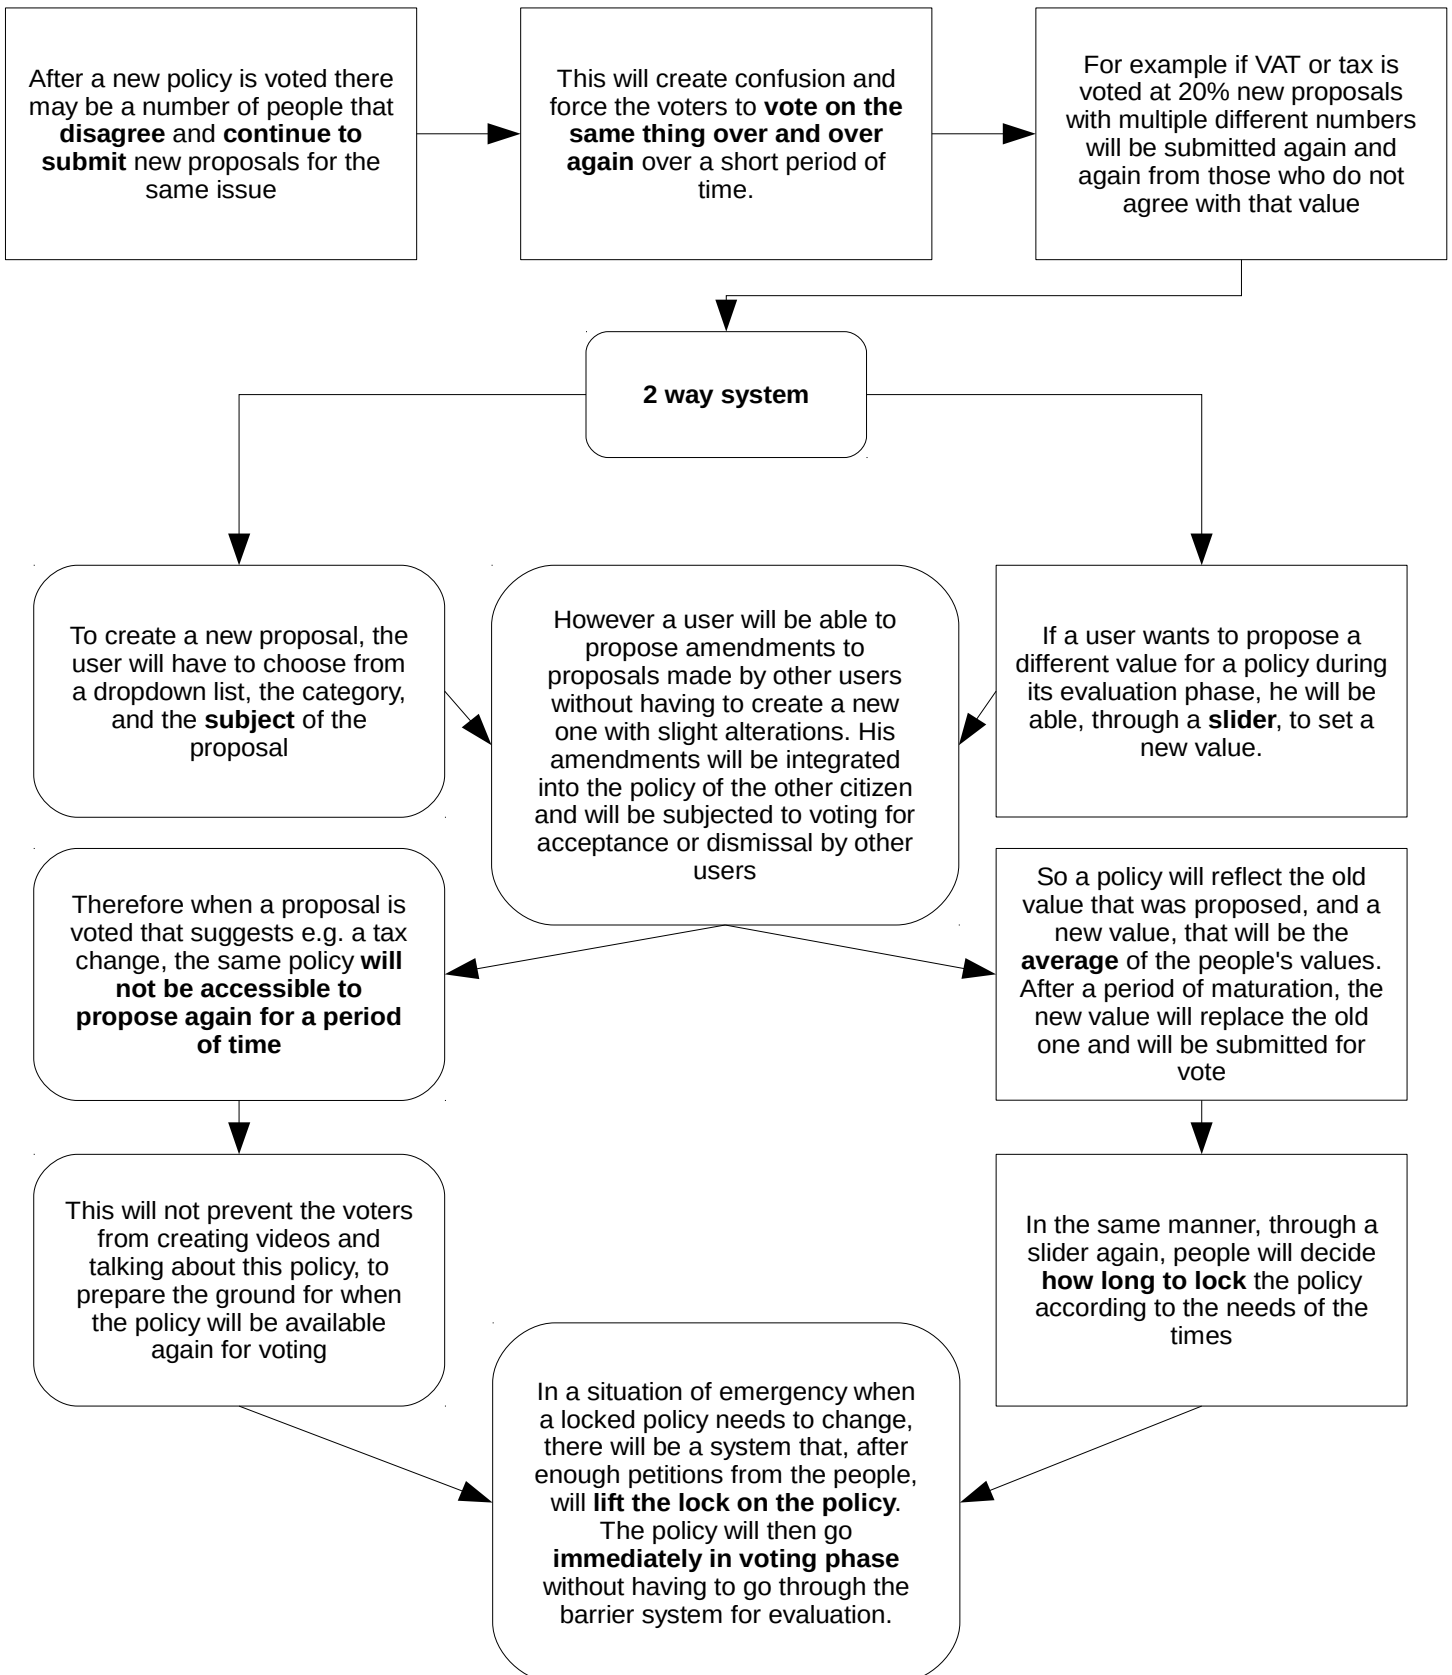 After a new policy is voted there
may be a number of people that
disagree and continue to
submit new proposals for the
same issue
This will create confusion and
force the voters to vote on the
same thing over and over
again over a short period of
time.
For example if VAT or tax is
voted at 20% new proposals
with multiple different numbers
will be submitted again and
again from those who do not
agree with that value
2 way system
To create a new proposal, the
user will have to choose from
a dropdown list, the category,
and the subject of the
proposal
However a user will be able to
propose amendments to
proposals made by other users
without having to create a new
one with slight alterations. His
amendments will be integrated
into the policy of the other citizen
and will be subjected to voting for
acceptance or dismissal by other
users
If a user wants to propose a
different value for a policy during
its evaluation phase, he will be
able, through a slider, to set a
new value.
Therefore when a proposal is
voted that suggests e.g. a tax
change, the same policy will
not be accessible to
propose again for a period
of time
So a policy will reflect the old
value that was proposed, and a
new value, that will be the
average of the people's values.
After a period of maturation, the
new value will replace the old
one and will be submitted for
vote
This will not prevent the voters
from creating videos and
talking about this policy, to
prepare the ground for when
the policy will be available
again for voting
In the same manner, through a
slider again, people will decide
how long to lock the policy
according to the needs of the
times
In a situation of emergency when
a locked policy needs to change,
there will be a system that, after
enough petitions from the people,
will lift the lock on the policy.
The policy will then go
immediately in voting phase
without having to go through the
barrier system for evaluation.